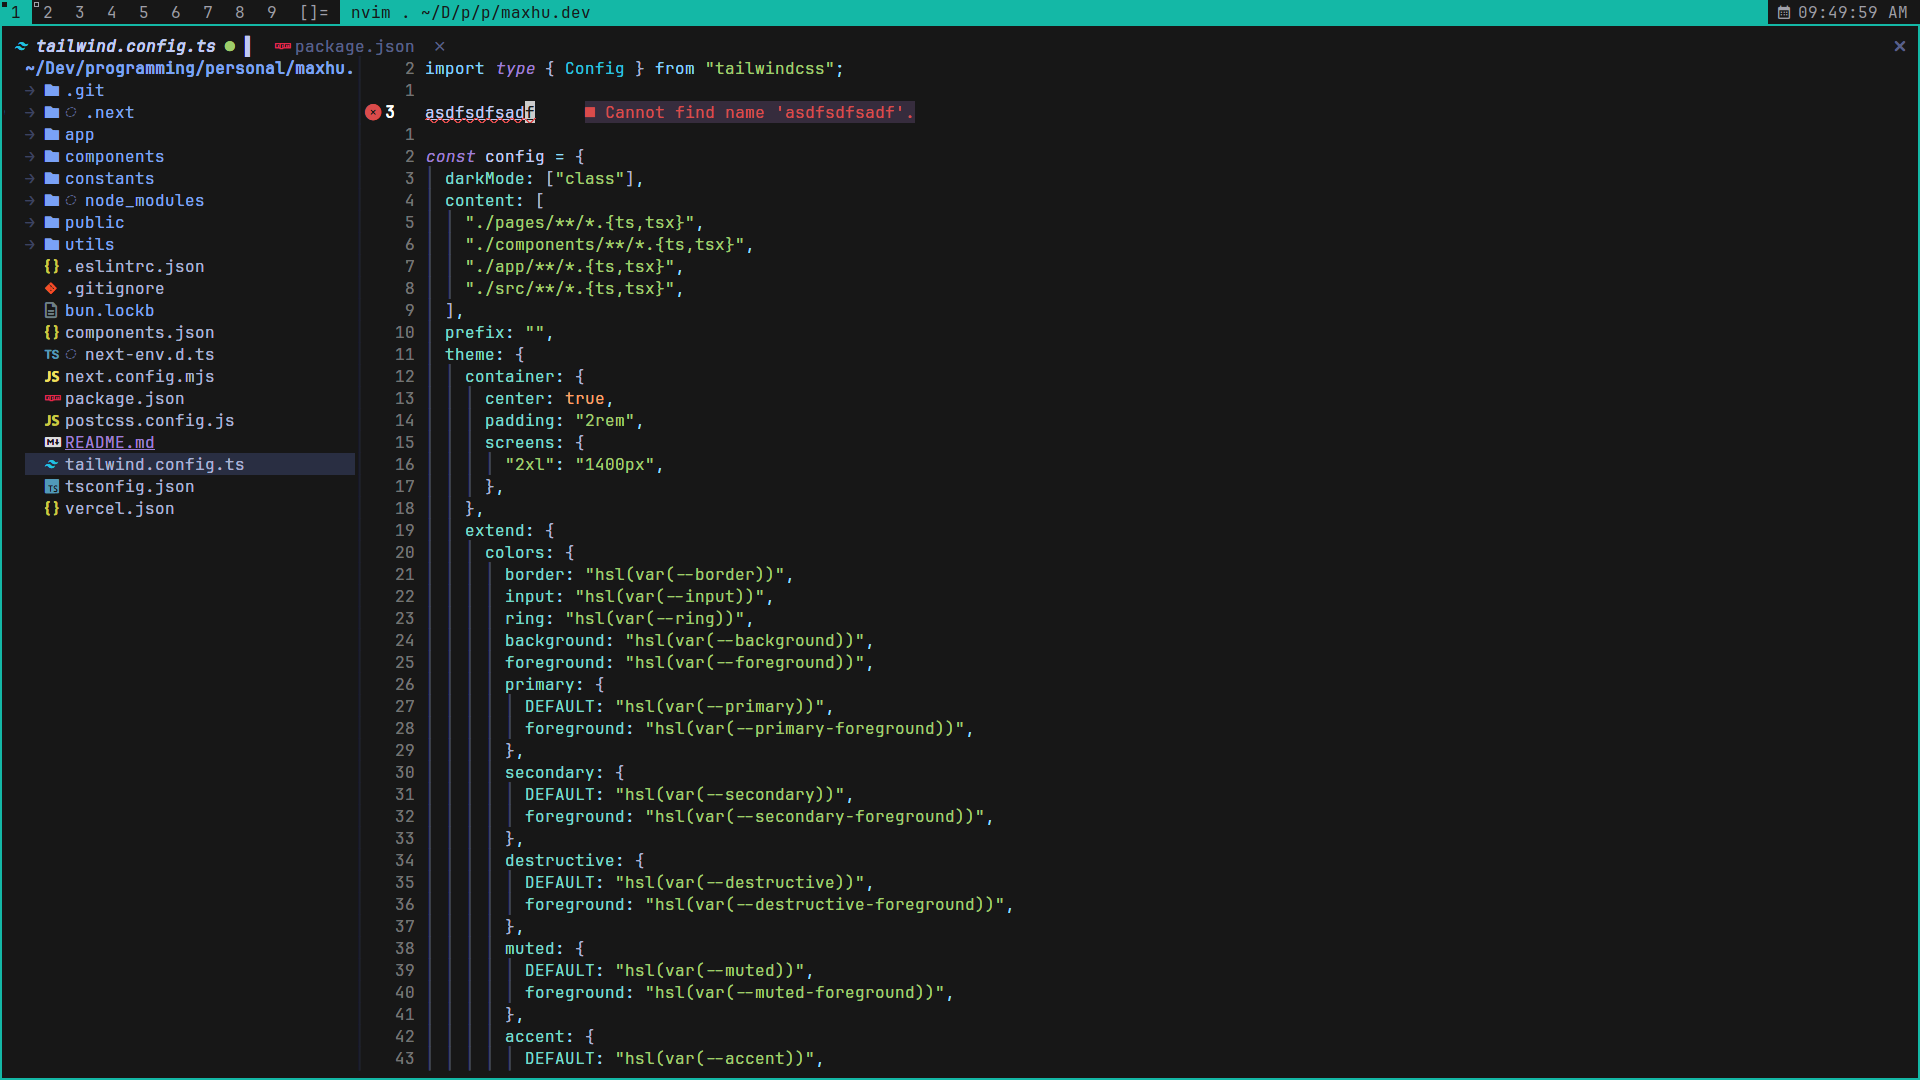 1 2 3 4 5 6 7 8 9 []= nvim . ~/D/p/p/maxhu.dev 09:49:59 AM
tailwind.config.ts package.json
~/Dev/programming/personal/maxhu.
.git
.next
app
components
constants
node_modules
public
utils
.eslintrc.json
.gitignore
bun.lockb
components.json
TS next-env.d.ts
JS next.config.mjs
package.json
JS postcss.config.js
README.md
tailwind.config.ts
TS tsconfig.json
vercel.json
2 import type { Config } from "tailwindcss";
1
3 asdfsdfsadf Cannot find name 'asdfsdfsadf'.
1
2 const config = {
3 darkMode: ["class"],
4 content: [
5 "./pages/**/*.{ts,tsx}",
6 "./components/**/*.{ts,tsx}",
7 "./app/**/*.{ts,tsx}",
8 "./src/**/*.{ts,tsx}",
9 ],
10 prefix: "",
11 theme: {
12 container: {
13 center: true,
14 padding: "2rem",
15 screens: {
16 "2xl": "1400px",
17 },
18 },
19 extend: {
20 colors: {
21 border: "hsl(var(--border))",
22 input: "hsl(var(--input))",
23 ring: "hsl(var(--ring))",
24 background: "hsl(var(--background))",
25 foreground: "hsl(var(--foreground))",
26 primary: {
27 DEFAULT: "hsl(var(--primary))",
28 foreground: "hsl(var(--primary-foreground))",
29 },
30 secondary: {
31 DEFAULT: "hsl(var(--secondary))",
32 foreground: "hsl(var(--secondary-foreground))",
33 },
34 destructive: {
35 DEFAULT: "hsl(var(--destructive))",
36 foreground: "hsl(var(--destructive-foreground))",
37 },
38 muted: {
39 DEFAULT: "hsl(var(--muted))",
40 foreground: "hsl(var(--muted-foreground))",
41 },
42 accent: {
43 DEFAULT: "hsl(var(--accent))",